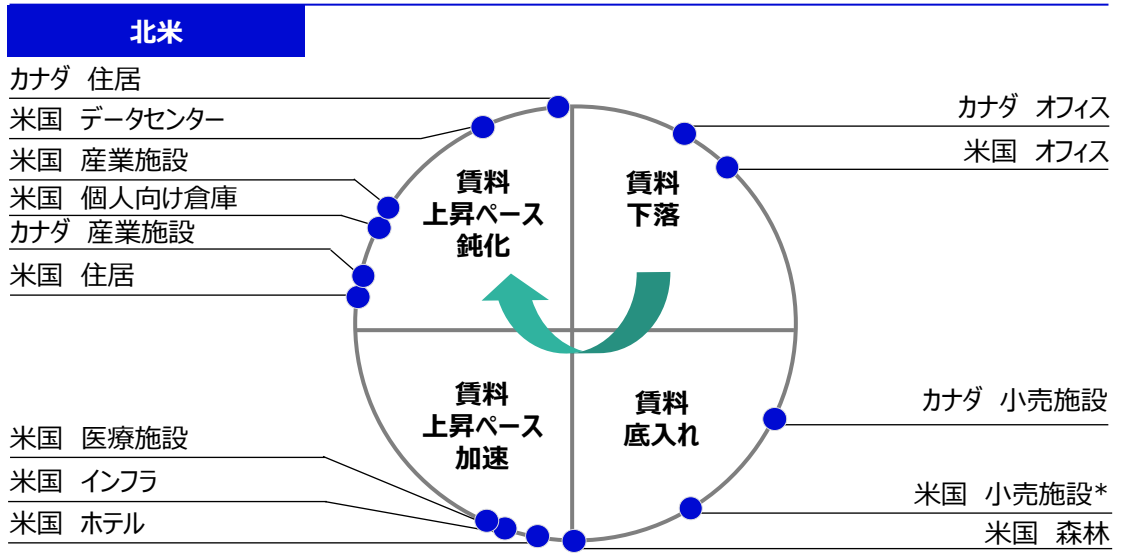 北米
カナダ 住居
米国 データセンター
米国 産業施設
米国 個人向け倉庫
カナダ 産業施設
米国 住居
米国 医療施設
米国 インフラ
米国 ホテル
賃料
上昇ペース
鈍化
賃料
下落
賃料
上昇ペース
加速
賃料
底入れ
カナダ オフィス
米国 オフィス
カナダ 小売施設
米国 小売施設*
米国 森林